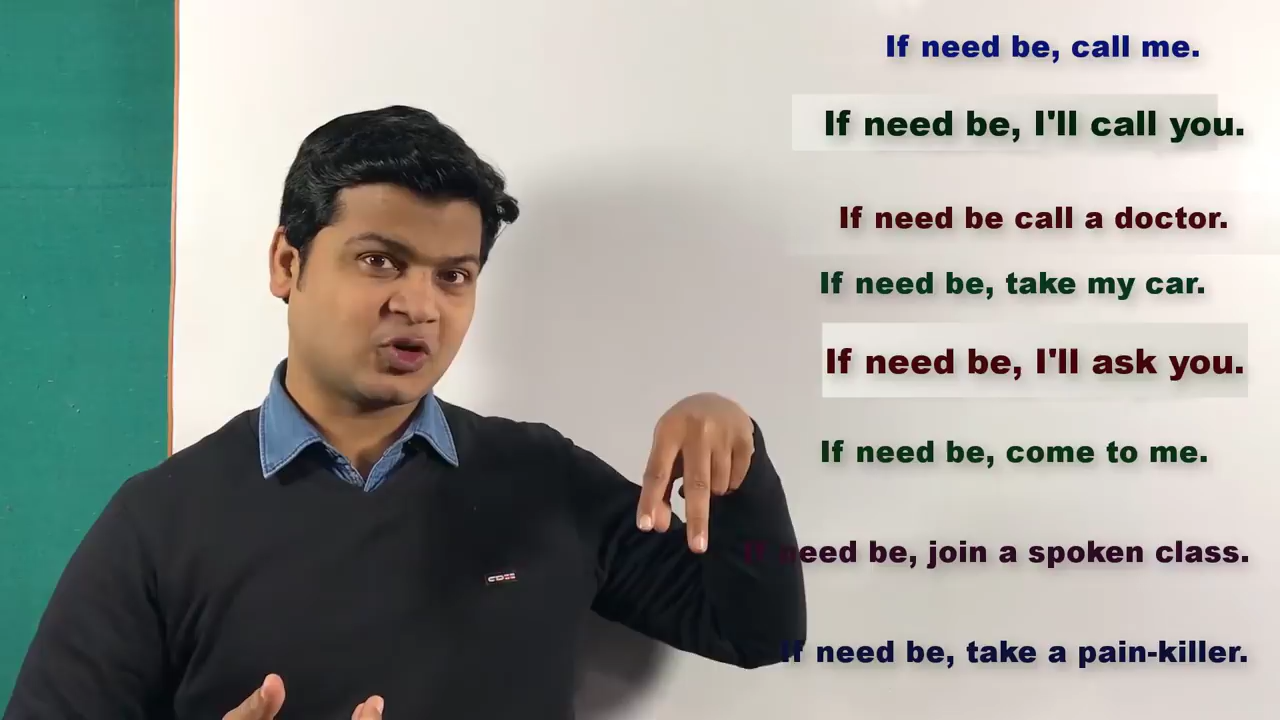 If need be, call me.
If need be, I'll call you.
If need be call a doctor.
If need be, take my car.
If need be, I'll ask you.
If need be, come to me.
If need be, join a spoken class.
If need be, take a pain-killer.